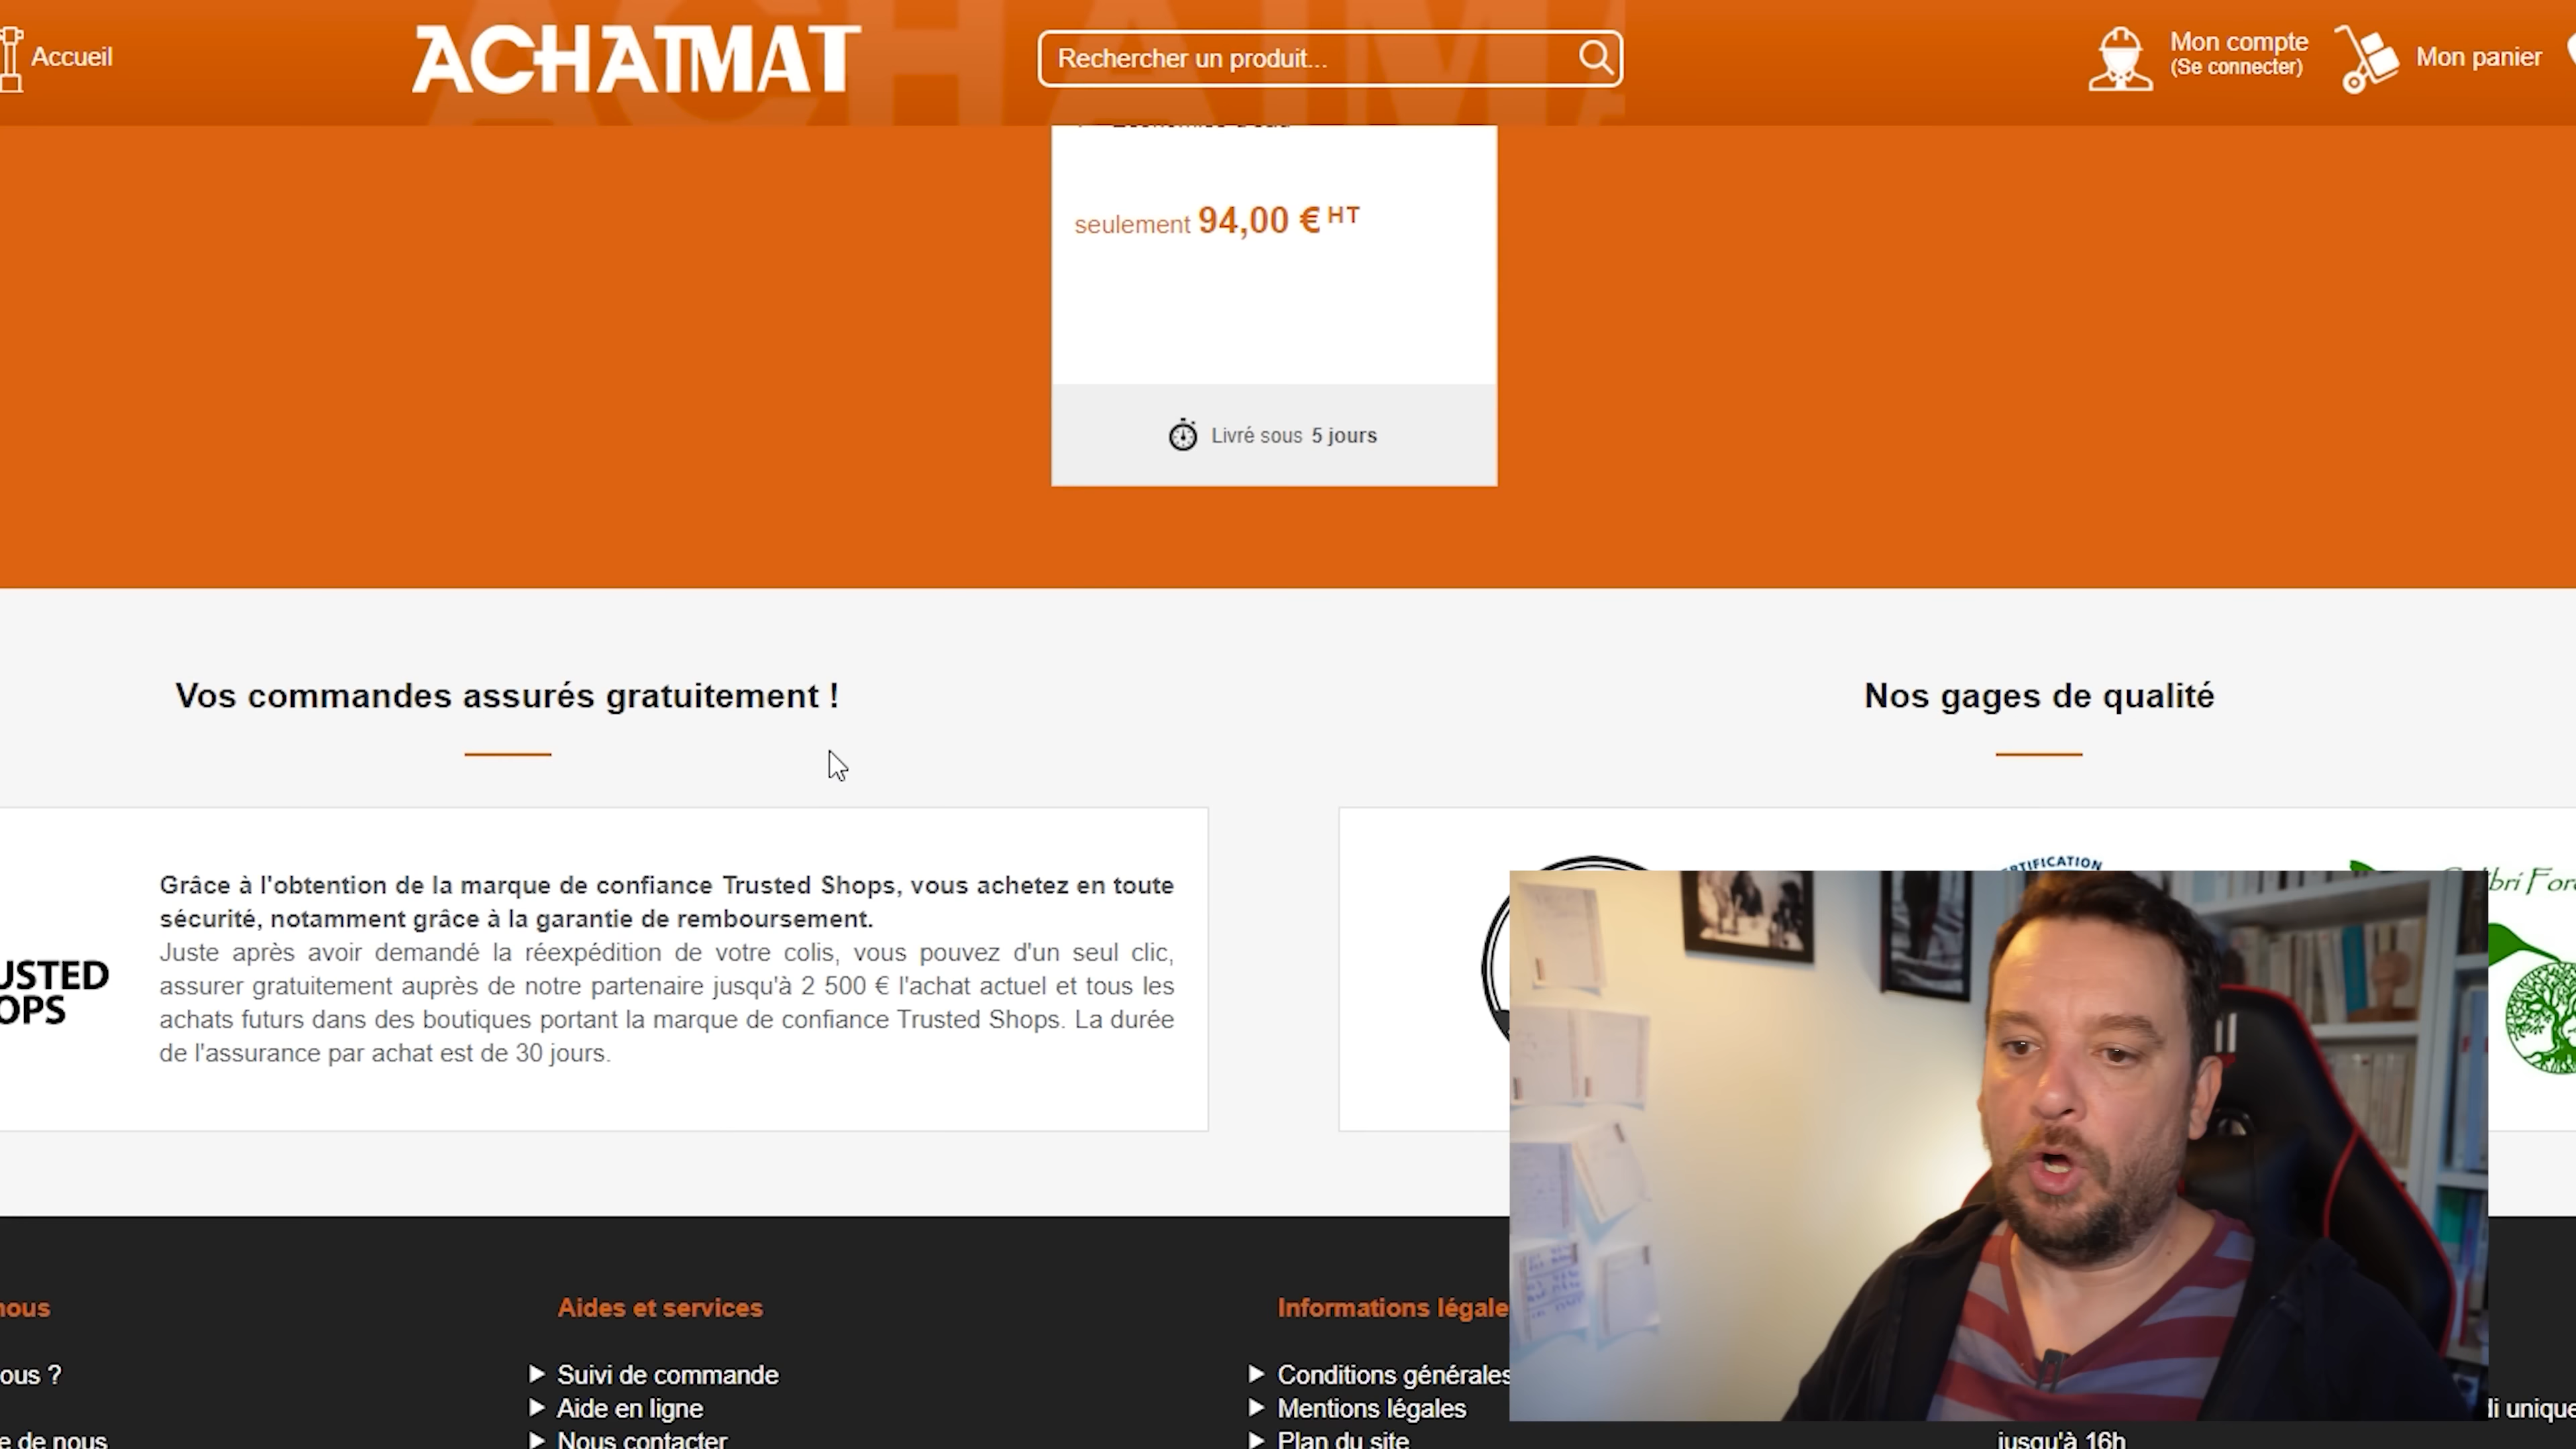 Accueil
ACHATMAT
Rechercher un produit...
Mon compte
(Se connecter)
Mon panier
seulement 94,00 € HT
Livré sous 5 jours
Vos commandes assurés gratuitement !
Nos gages de qualité
USTED
OPS
Grâce à l'obtention de la marque de confiance Trusted Shops, vous achetez en toute
sécurité, notamment grâce à la garantie de remboursement.
Juste après avoir demandé la réexpédition de votre colis, vous pouvez d'un seul clic,
assurer gratuitement auprès de notre partenaire jusqu'à 2 500 € l'achat actuel et tous les
achats futurs dans des boutiques portant la marque de confiance Trusted Shops. La durée
de l'assurance par achat est de 30 jours.
RTIFICATION
nous
ous ?
e de nous
Aides et services
Suivi de commande
Aide en ligne
Nous contacter
Informations légale
Conditions générales
Mentions légales
Plan du site
di unique
jusqu'à 16h